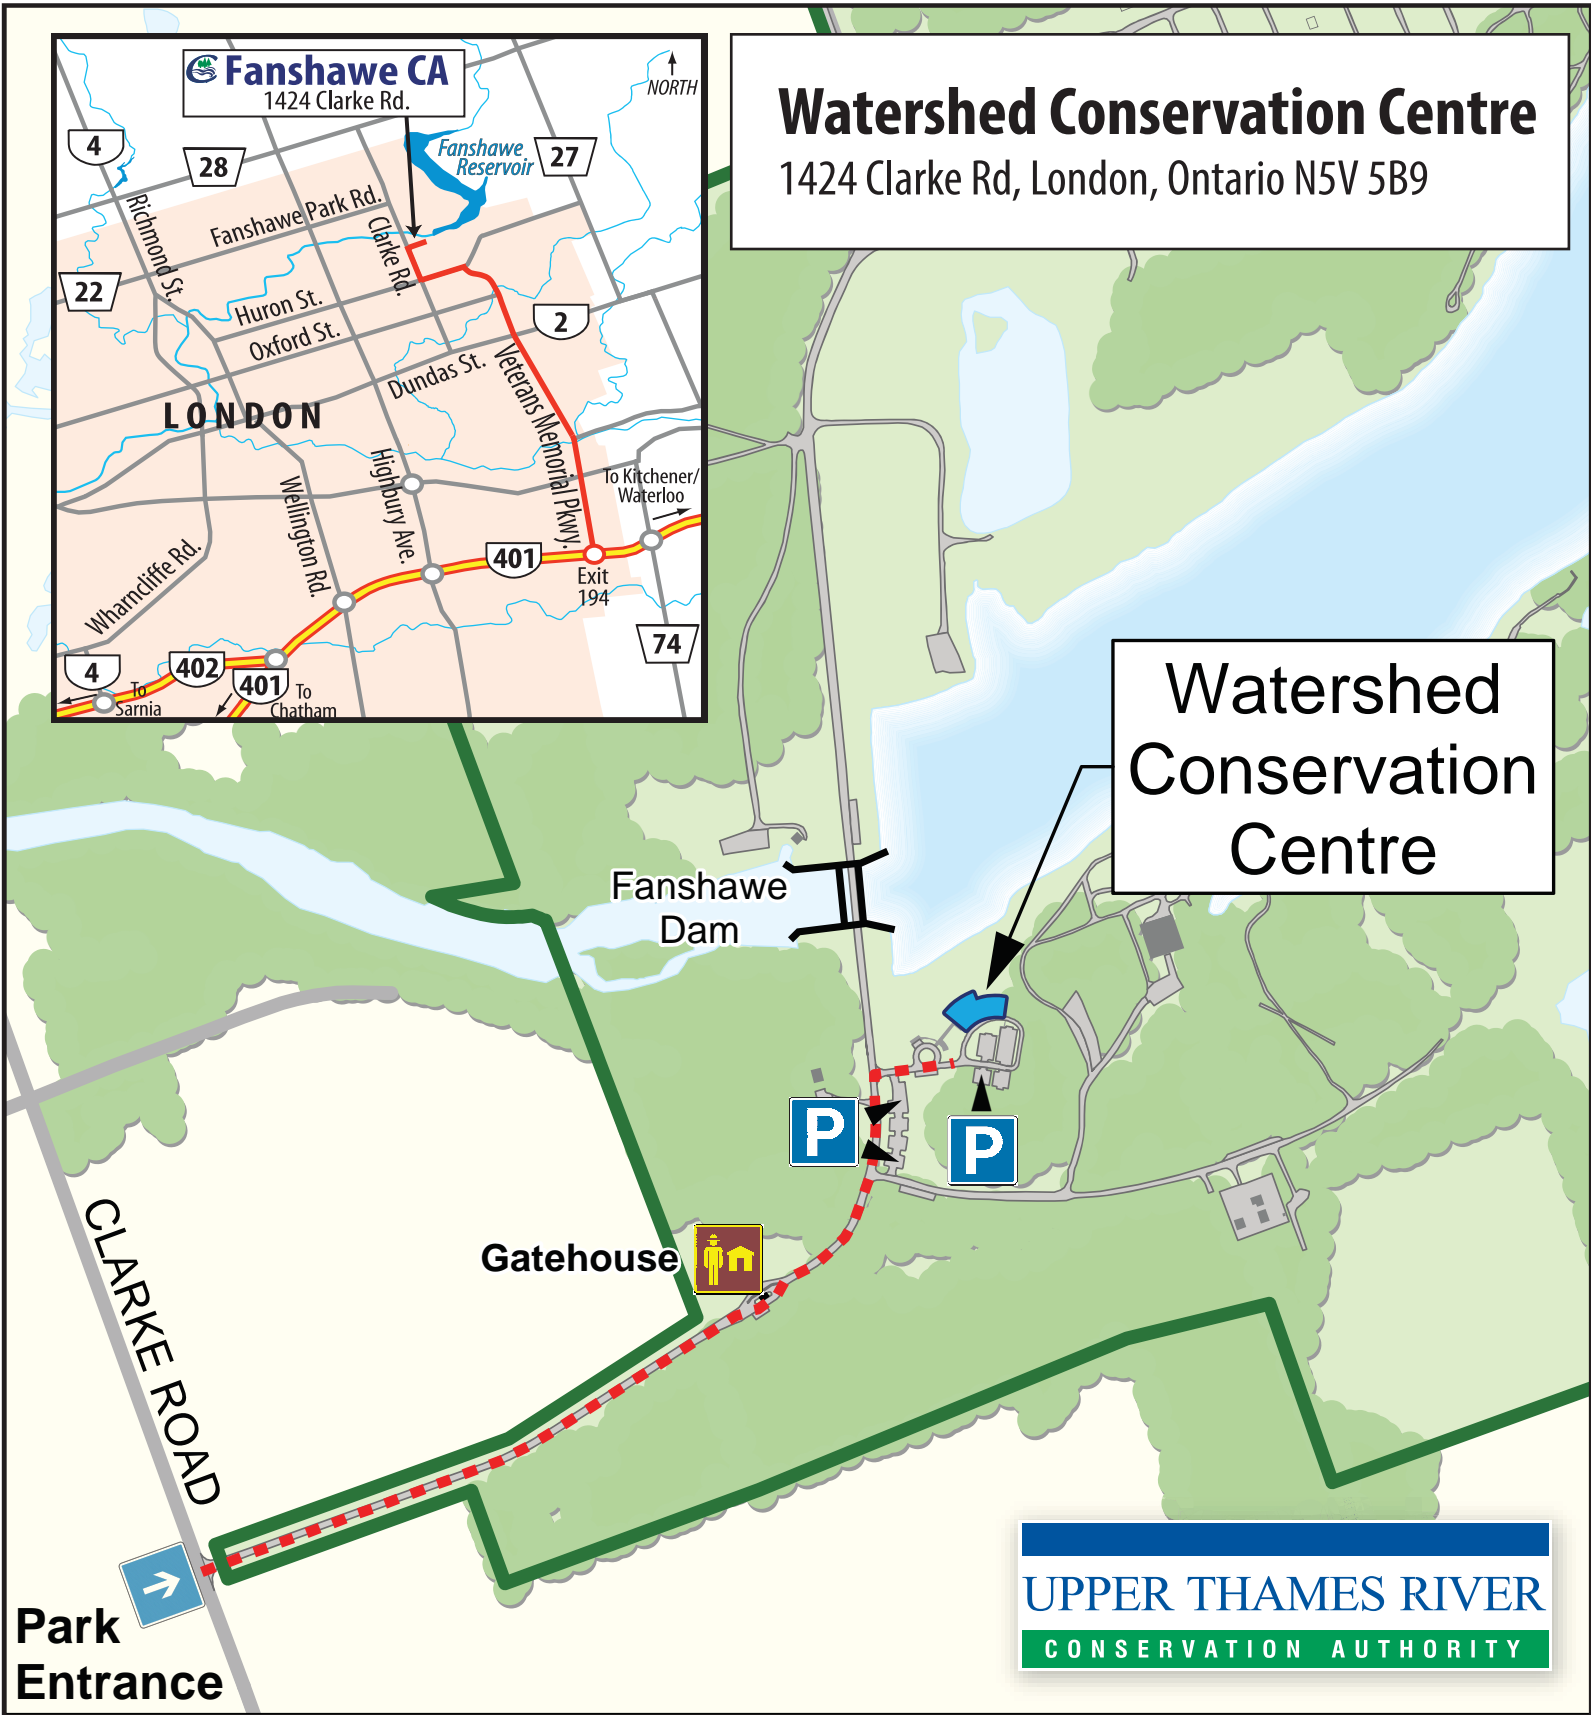 Fanshawe CA
1424 Clarke Rd.
NORTH
4
28
27
Fanshawe
Reservoir
Richmond St.
Fanshawe Park Rd.
Clarke Rd.
22
Huron St.
Oxford St.
2
Dundas St.
Veterans Memorial Pkwy.
LONDON
Highbury Ave.
Wellington Rd.
To Kitchener/
Waterloo
Wharncliffe Rd.
401
Exit
194
74
4
402
401
To
Sarnia
To
Chatham
Watershed Conservation Centre
1424 Clarke Rd, London, Ontario N5V 5B9
Watershed
Conservation
Centre
Fanshawe
Dam
P
P
Gatehouse
CLARKE ROAD
Park
Entrance
UPPER THAMES RIVER
CONSERVATION AUTHORITY